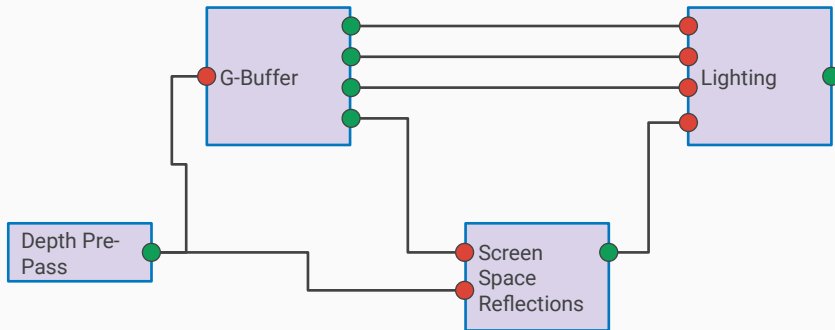 G-Buffer
Lighting
Depth Pre-
Pass
Screen
Space
Reflections